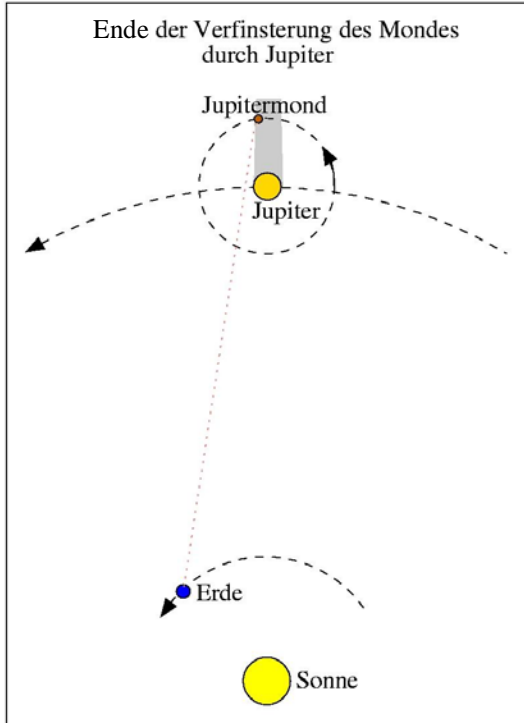 Ende der Verfinsterung des Mondes
durch Jupiter
Jupitermond
Jupiter
Erde
Sonne